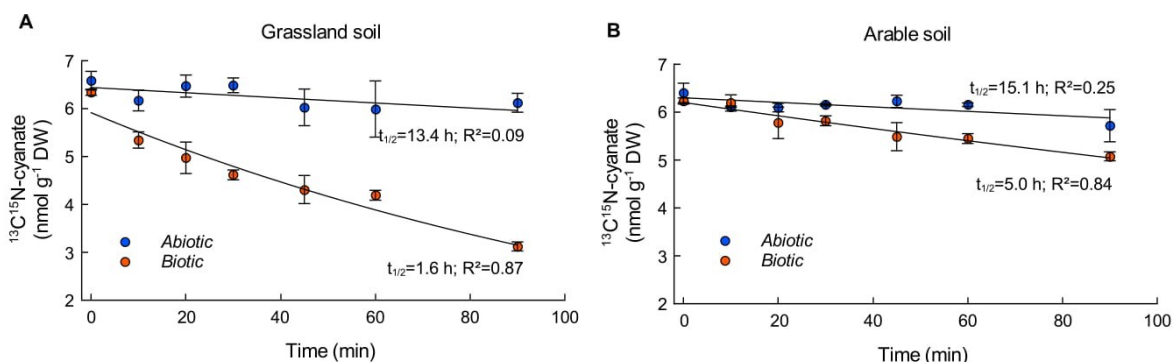 A
Grassland soil
¹³C¹⁵N-cyanate
(nmol g⁻¹ DW)
7
6
5
4
3
2
t₁/₂=13.4 h; R²=0.09
Abiotic
Biotic
t₁/₂=1.6 h; R²=0.87
0 20 40 60 80 100
Time (min)
B
Arable soil
¹³C¹⁵N-cyanate
(nmol g⁻¹ DW)
7
6
5
4
3
2
t₁/₂=15.1 h; R²=0.25
t₁/₂=5.0 h; R²=0.84
Abiotic
Biotic
0 20 40 60 80 100
Time (min)